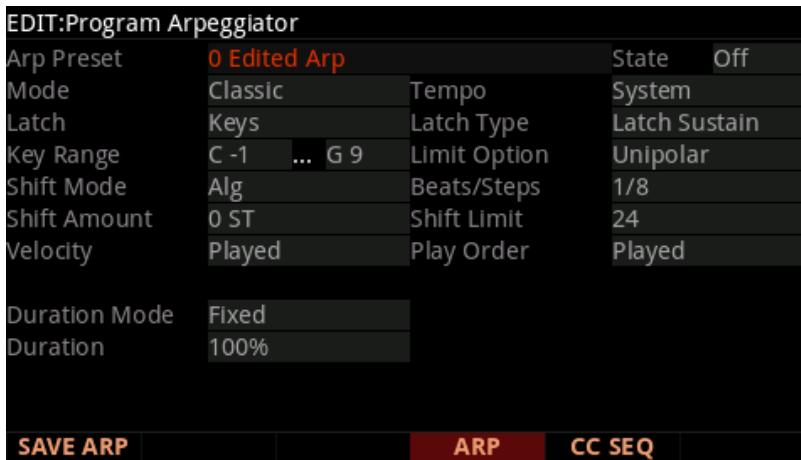 EDIT:Program Arpeggiator
Arp Preset 0 Edited Arp State Off
Mode Classic Tempo System
Latch Keys Latch Type Latch Sustain
Key Range C -1 ... G 9 Limit Option Unipolar
Shift Mode Alg Beats/Steps 1/8
Shift Amount 0 ST Shift Limit 24
Velocity Played Play Order Played
Duration Mode Fixed
Duration 100%
SAVE ARP ARP CC SEQ